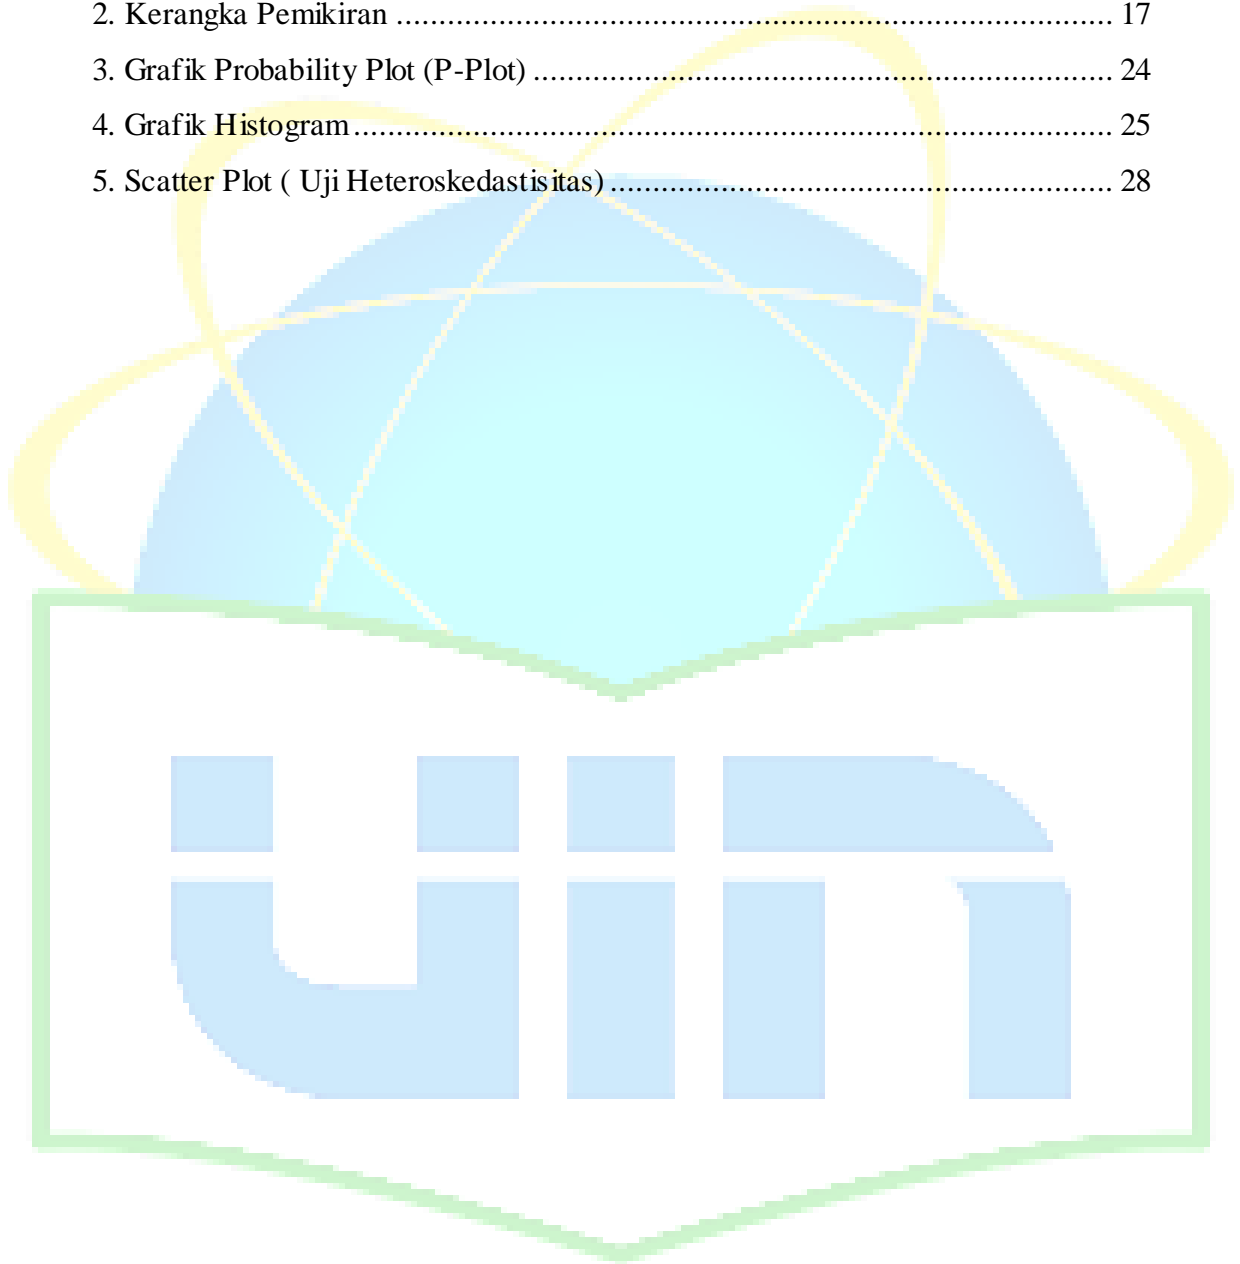 2. Kerangka Pemikiran ........................................................................................ 17
3. Grafik Probability Plot (P-Plot) ....................................................................... 24
4. Grafik Histogram ............................................................................................. 25
5. Scatter Plot ( Uji Heteroskedastisitas) .............................................................. 28
uin